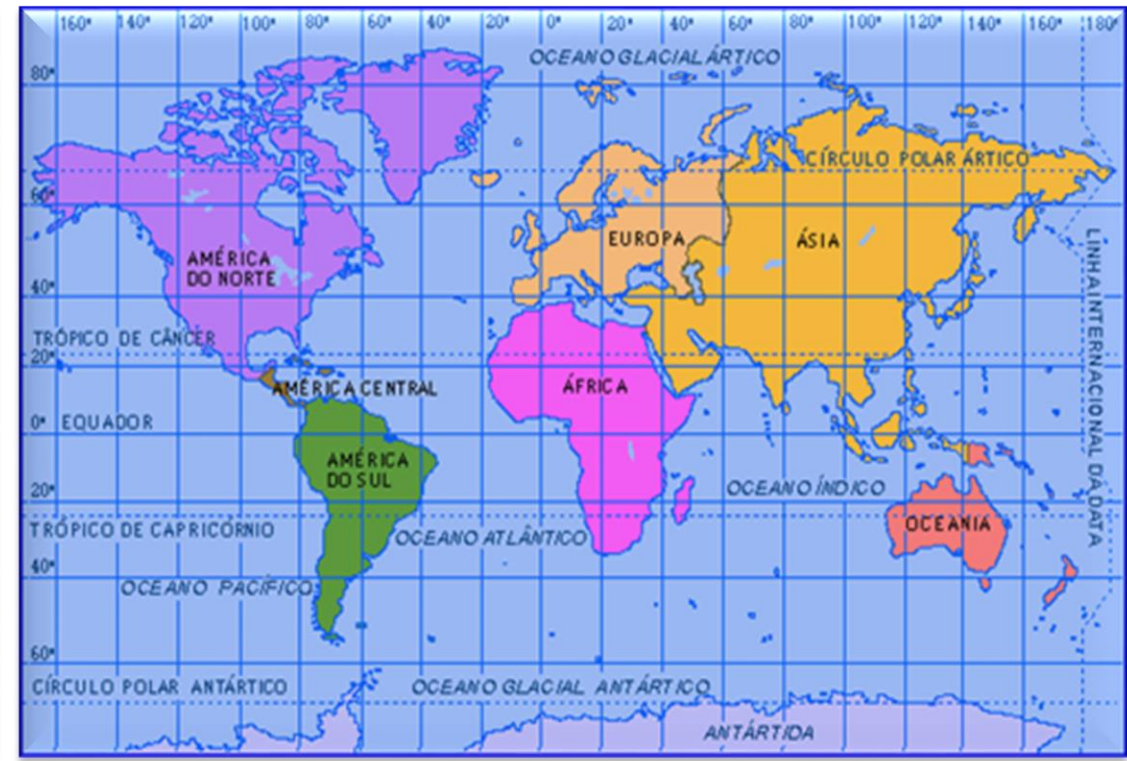 160° 140° 120° 100° 80° 60° 40° 20° 0° 20° 40° 60° 80° 100° 120° 140° 160° 180°
OCEANO GLACIAL ÁRTICO
80°
CÍRCULO POLAR ÁRTICO
60°
EUROPA
ÁSIA
AMÉRICA
DO NORTE
40°
TRÓPICO DE CÂNCER
20°
AMÉRICA CENTRAL
ÁFRICA
0° EQUADOR
AMÉRICA
DO SUL
20°
OCEANO ÍNDICO
TRÓPICO DE CAPRICÓRNIO
OCEANIA
OCEANO ATLÂNTICO
40°
OCEANO PACÍFICO
LINHA INTERNACIONAL DA DATA
60°
CÍRCULO POLAR ANTÁRTICO
OCEANO GLACIAL ANTÁRTICO
ANTÁRTIDA